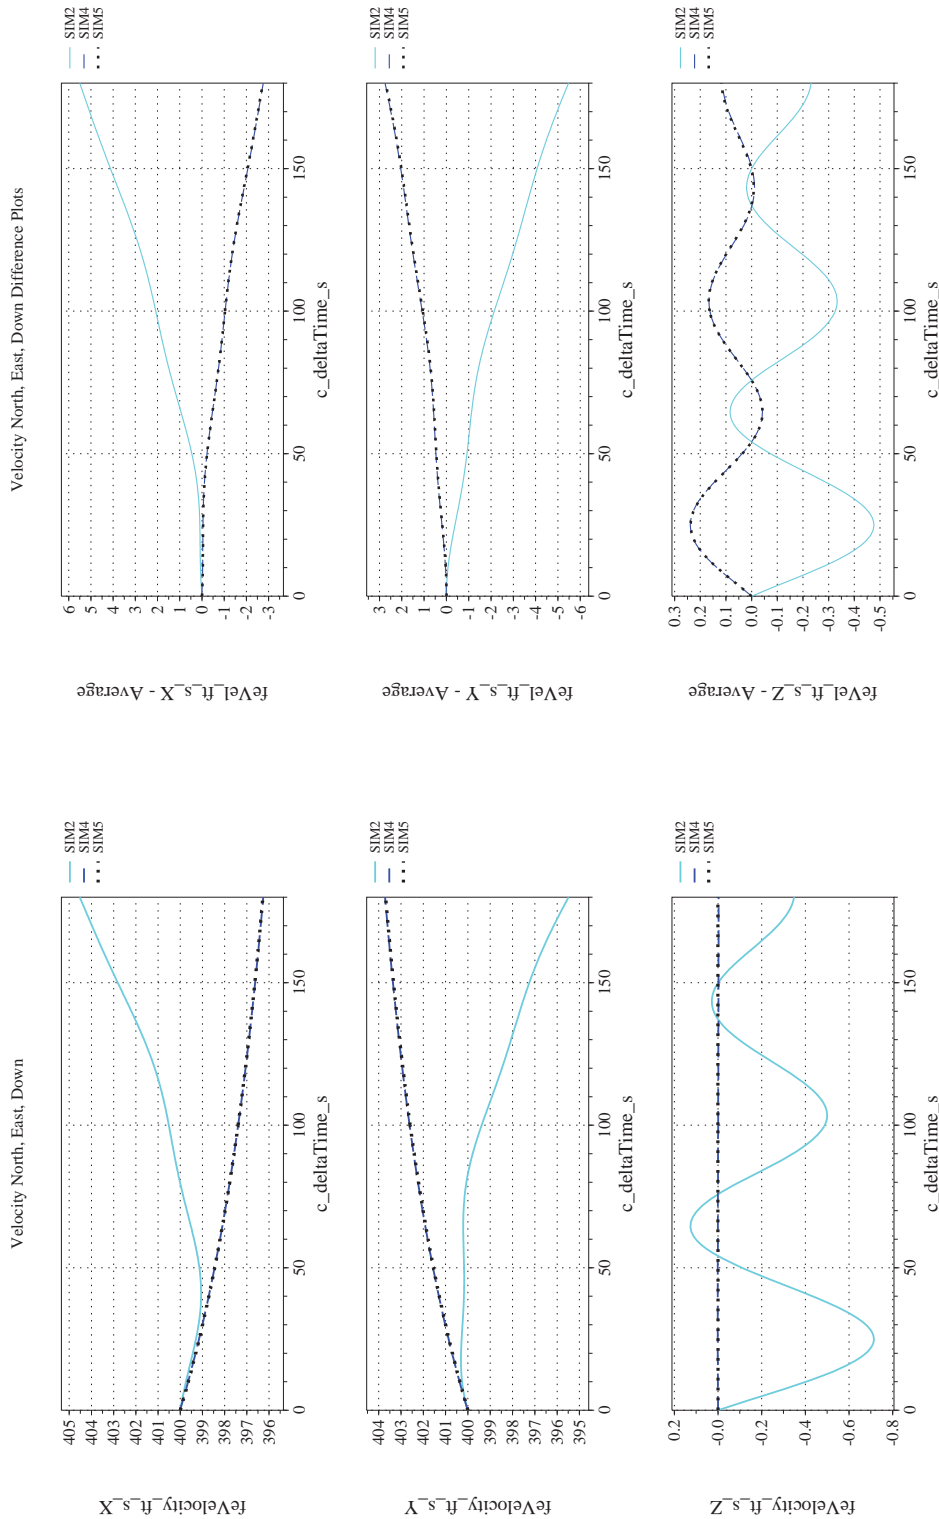 Velocity North, East, Down
feVelocity_ft_s_X
405
404
403
402
401
400
399
398
397
396
0
50
100
150
c_deltaTime_s
SIM2
SIM4
SIM5
feVelocity_ft_s_Y
404
403
402
401
400
399
398
397
396
395
0
50
100
150
c_deltaTime_s
SIM2
SIM4
SIM5
feVelocity_ft_s_Z
0.2
-0.0
-0.2
-0.4
-0.6
-0.8
0
50
100
150
c_deltaTime_s
SIM2
SIM4
SIM5
Velocity North, East, Down Difference Plots
feVel_ft_s_X - Average
6
5
4
3
2
1
0
-1
-2
-3
0
50
100
150
c_deltaTime_s
SIM2
SIM4
SIM5
feVel_ft_s_Y - Average
3
2
1
0
-1
-2
-3
-4
-5
-6
0
50
100
150
c_deltaTime_s
SIM2
SIM4
SIM5
feVel_ft_s_Z - Average
0.3
0.2
0.1
0.0
-0.1
-0.2
-0.3
-0.4
-0.5
0
50
100
150
c_deltaTime_s
SIM2
SIM4
SIM5